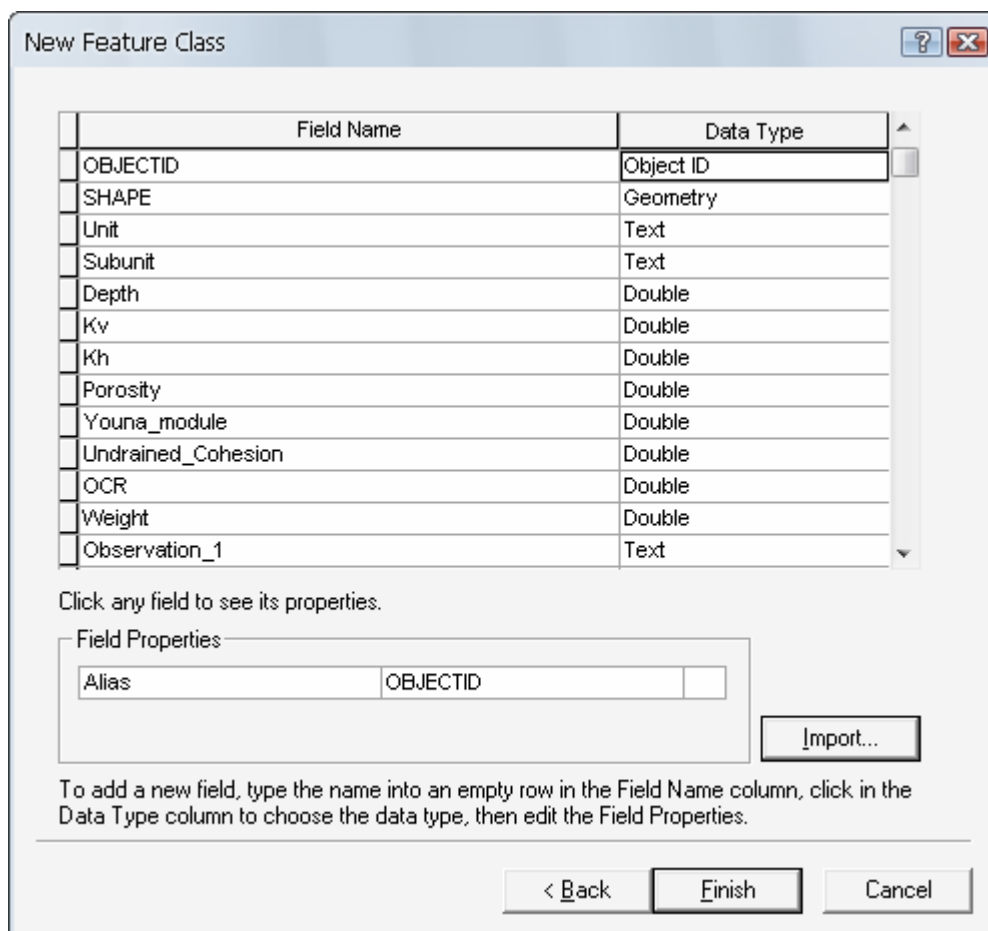 New Feature Class
?
Field Name Data Type
OBJECTID Object ID
SHAPE Geometry
Unit Text
Subunit Text
Depth Double
Kv Double
Kh Double
Porosity Double
Youna_module Double
Undrained_Cohesion Double
OCR Double
Weight Double
Observation_1 Text
Click any field to see its properties.
Field Properties
Alias OBJECTID
Import...
To add a new field, type the name into an empty row in the Field Name column, click in the
Data Type column to choose the data type, then edit the Field Properties.
< Back Finish Cancel